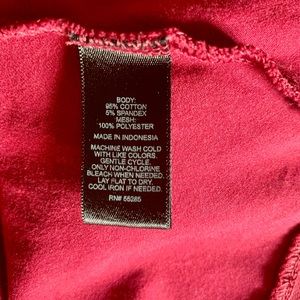 BODY:
95% COTTON
5% SPANDEX
MESH:
100% POLYESTER
MADE IN INDONESIA
MACHINE WASH COLD
WITH LIKE COLORS.
GENTLE CYCLE.
ONLY NON-CHLORINE
BLEACH WHEN NEEDED.
LAY FLAT TO DRY.
COOL IRON IF NEEDED.
RN# 55285